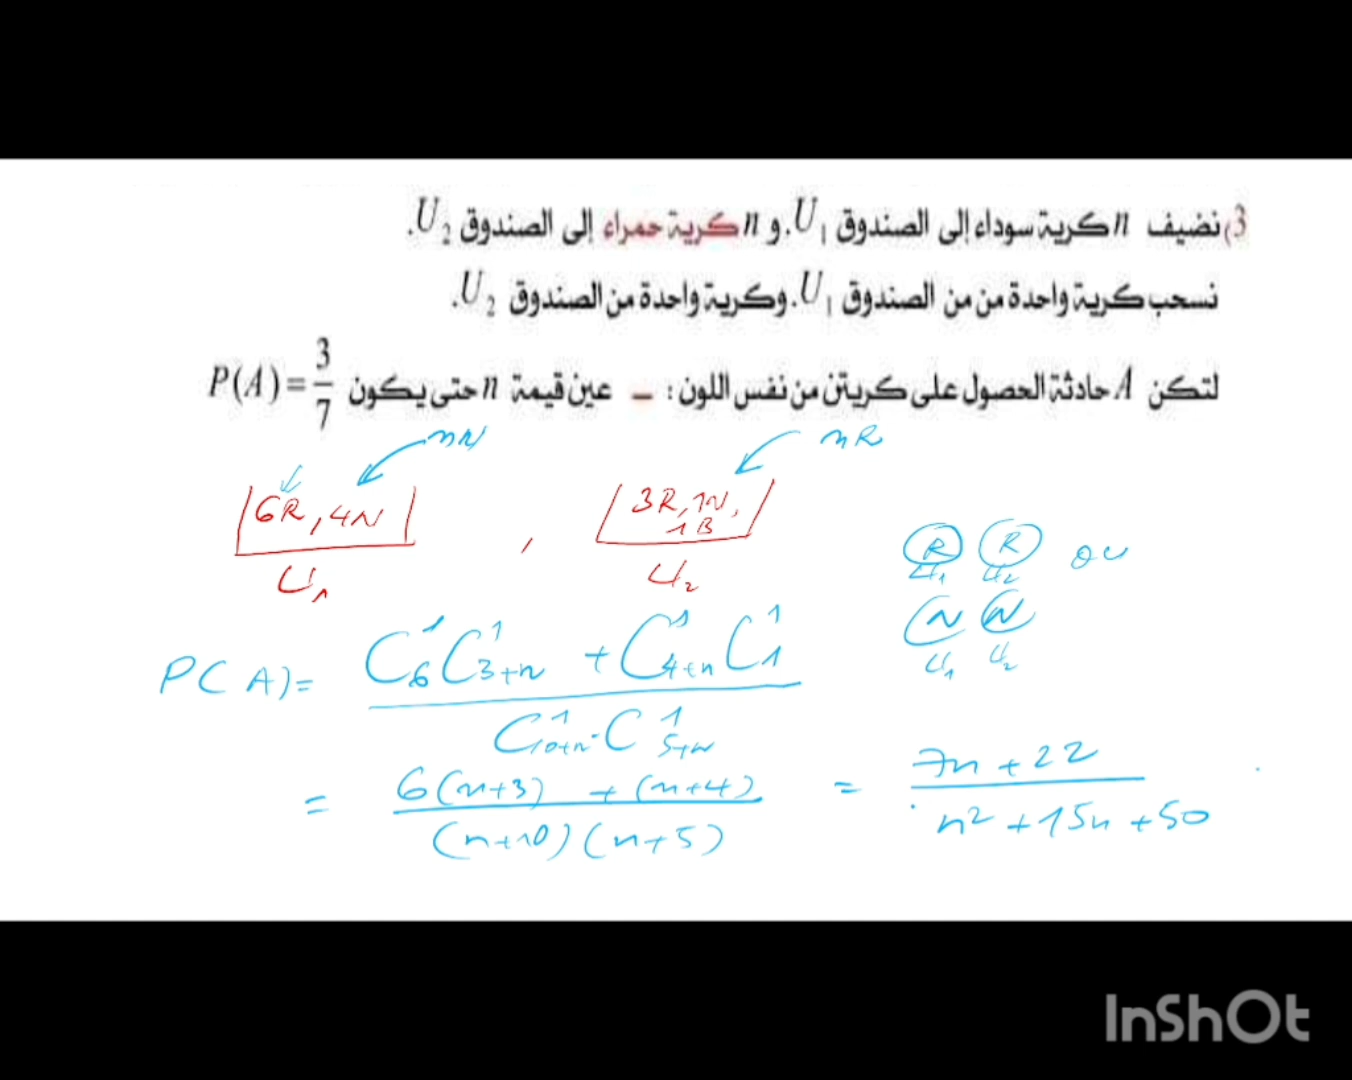 3) نضيف n كرية سوداء إلى الصندوق U₁. و n كرية حمراء إلى الصندوق U₂.
نسحب كرية واحدة من من الصندوق U₁. وكرية واحدة من الصندوق U₂.
لتكن A حادثة الحصول على كريتن من نفس اللون : – عين قيمة n حتى يكون P(A)=3/7
nN nR
6R, 4N , 3R, 1N, 1B
U₁ U₂
R R ou
U₁ U₂
N N
U₁ U₂
P(A)= (C¹₆ C¹₃₊ₙ + C¹₄₊ₙ C¹₁) / (C¹₁₀₊ₙ . C¹₅₊ₙ)
= (6(n+3) + (n+4)) / ((n+10)(n+5)) = (7n+22) / (n²+15n+50)
InShOt